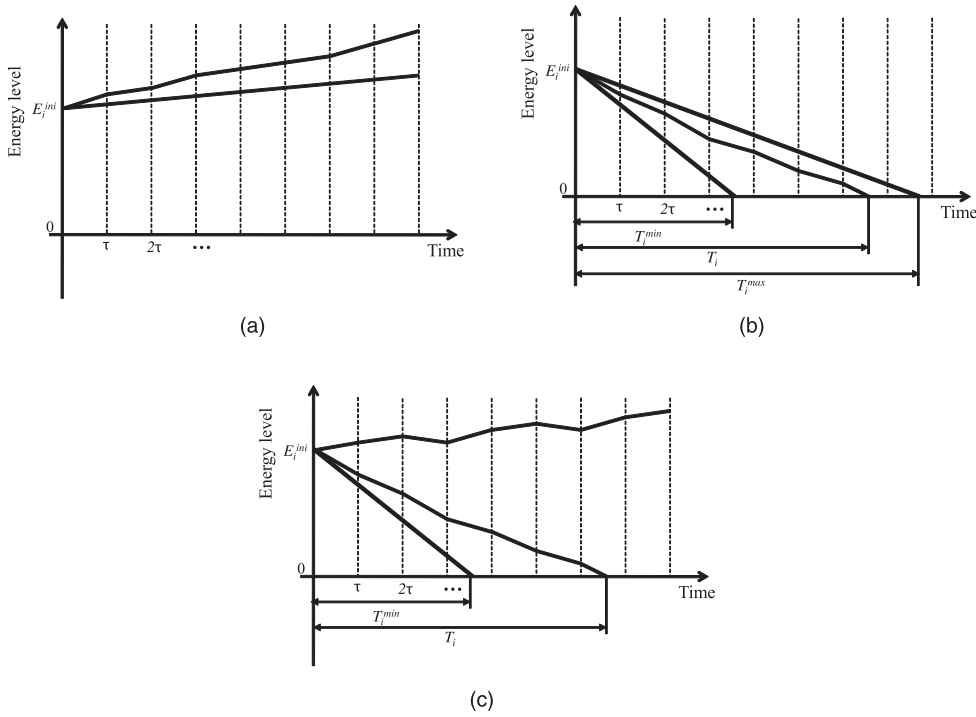 Energy level
E_i^{ini}
0
τ 2τ ...
Time
(a)
Energy level
E_i^{ini}
0
τ 2τ ...
Time
T_i^{min}
T_i
T_i^{max}
(b)
Energy level
E_i^{ini}
0
τ 2τ ...
Time
T_i^{min}
T_i
(c)